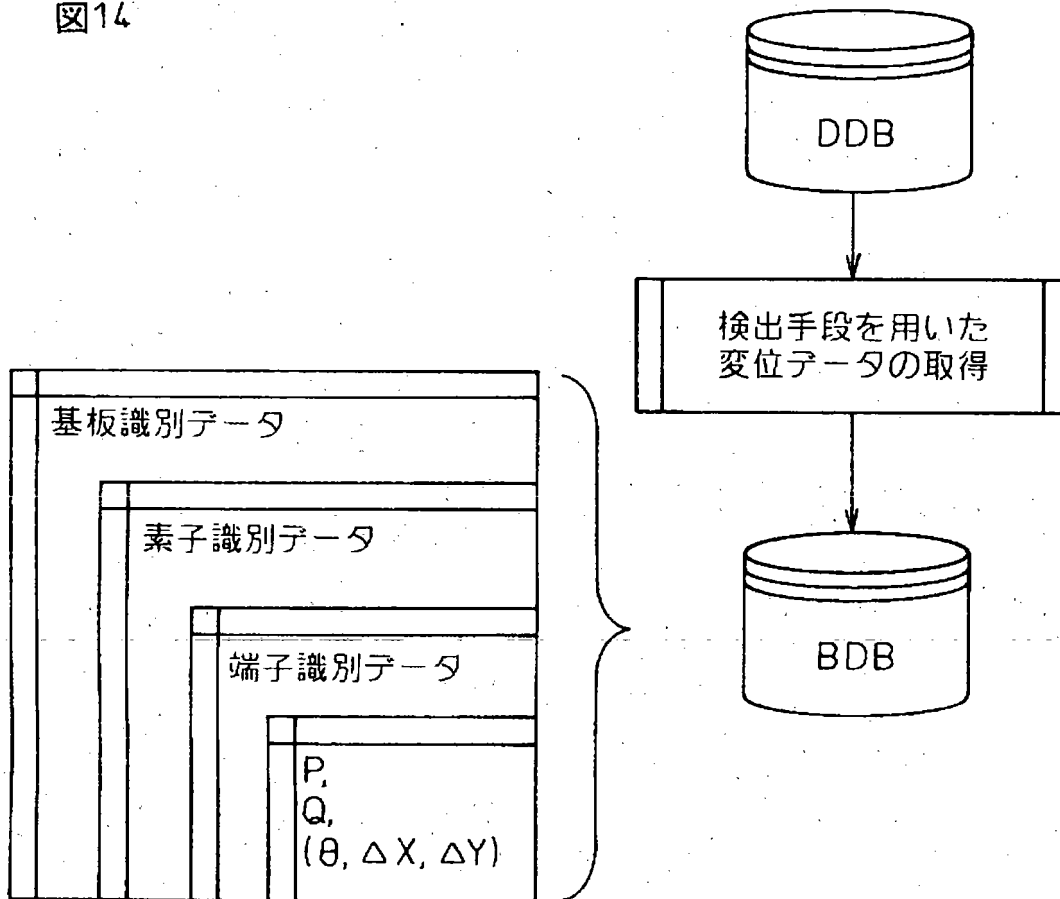 図14
DDB
検出手段を用いた
変位データの取得
基板識別データ
素子識別データ
端子識別データ
P,
Q,
(θ, △X, △Y)
BDB